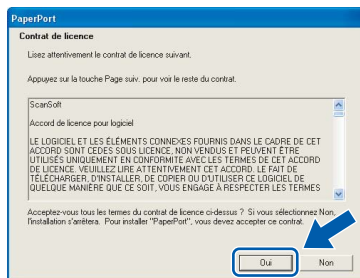 PaperPort
Contrat de licence
Lisez attentivement le contrat de licence suivant.
Appuyez sur la touche Page suiv. pour voir le reste du contrat.
ScanSoft
Accord de licence pour logiciel
LE LOGICIEL ET LES ÉLÉMENTS CONNEXES FOURNIS DANS LE CADRE DE CET
ACCORD SONT CEDES SOUS LICENCE, NON VENDUS ET PEUVENT ÊTRE
UTILISÉS UNIQUEMENT EN CONFORMITE AVEC LES TERMES DE CET ACCORD
DE LICENCE. VEUILLEZ LIRE ATTENTIVEMENT CET ACCORD. LE FAIT DE
TÉLÉCHARGER, D'INSTALLER, DE COPIER OU D'UTILISER CE LOGICIEL DE
QUELQUE MANIÈRE QUE CE SOIT, VOUS ENGAGE À RESPECTER LES TERMES
Acceptez-vous tous les termes du contrat de licence ci-dessus ? Si vous sélectionnez Non,
l'installation s'arrêtera. Pour installer "PaperPort", vous devez accepter ce contrat.
Oui
Non